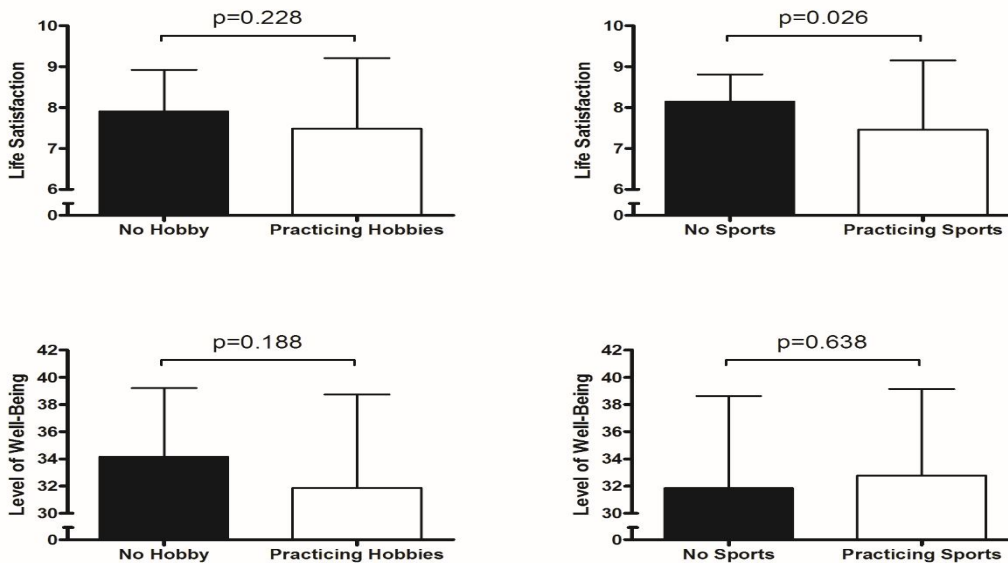 p=0.228
Life Satisfaction
10
9
8
7
6
0
No Hobby
Practicing Hobbies
p=0.026
Life Satisfaction
10
9
8
7
6
0
No Sports
Practicing Sports
p=0.188
Level of Well-Being
42
40
38
36
34
32
30
0
No Hobby
Practicing Hobbies
p=0.638
Level of Well-Being
42
40
38
36
34
32
30
0
No Sports
Practicing Sports